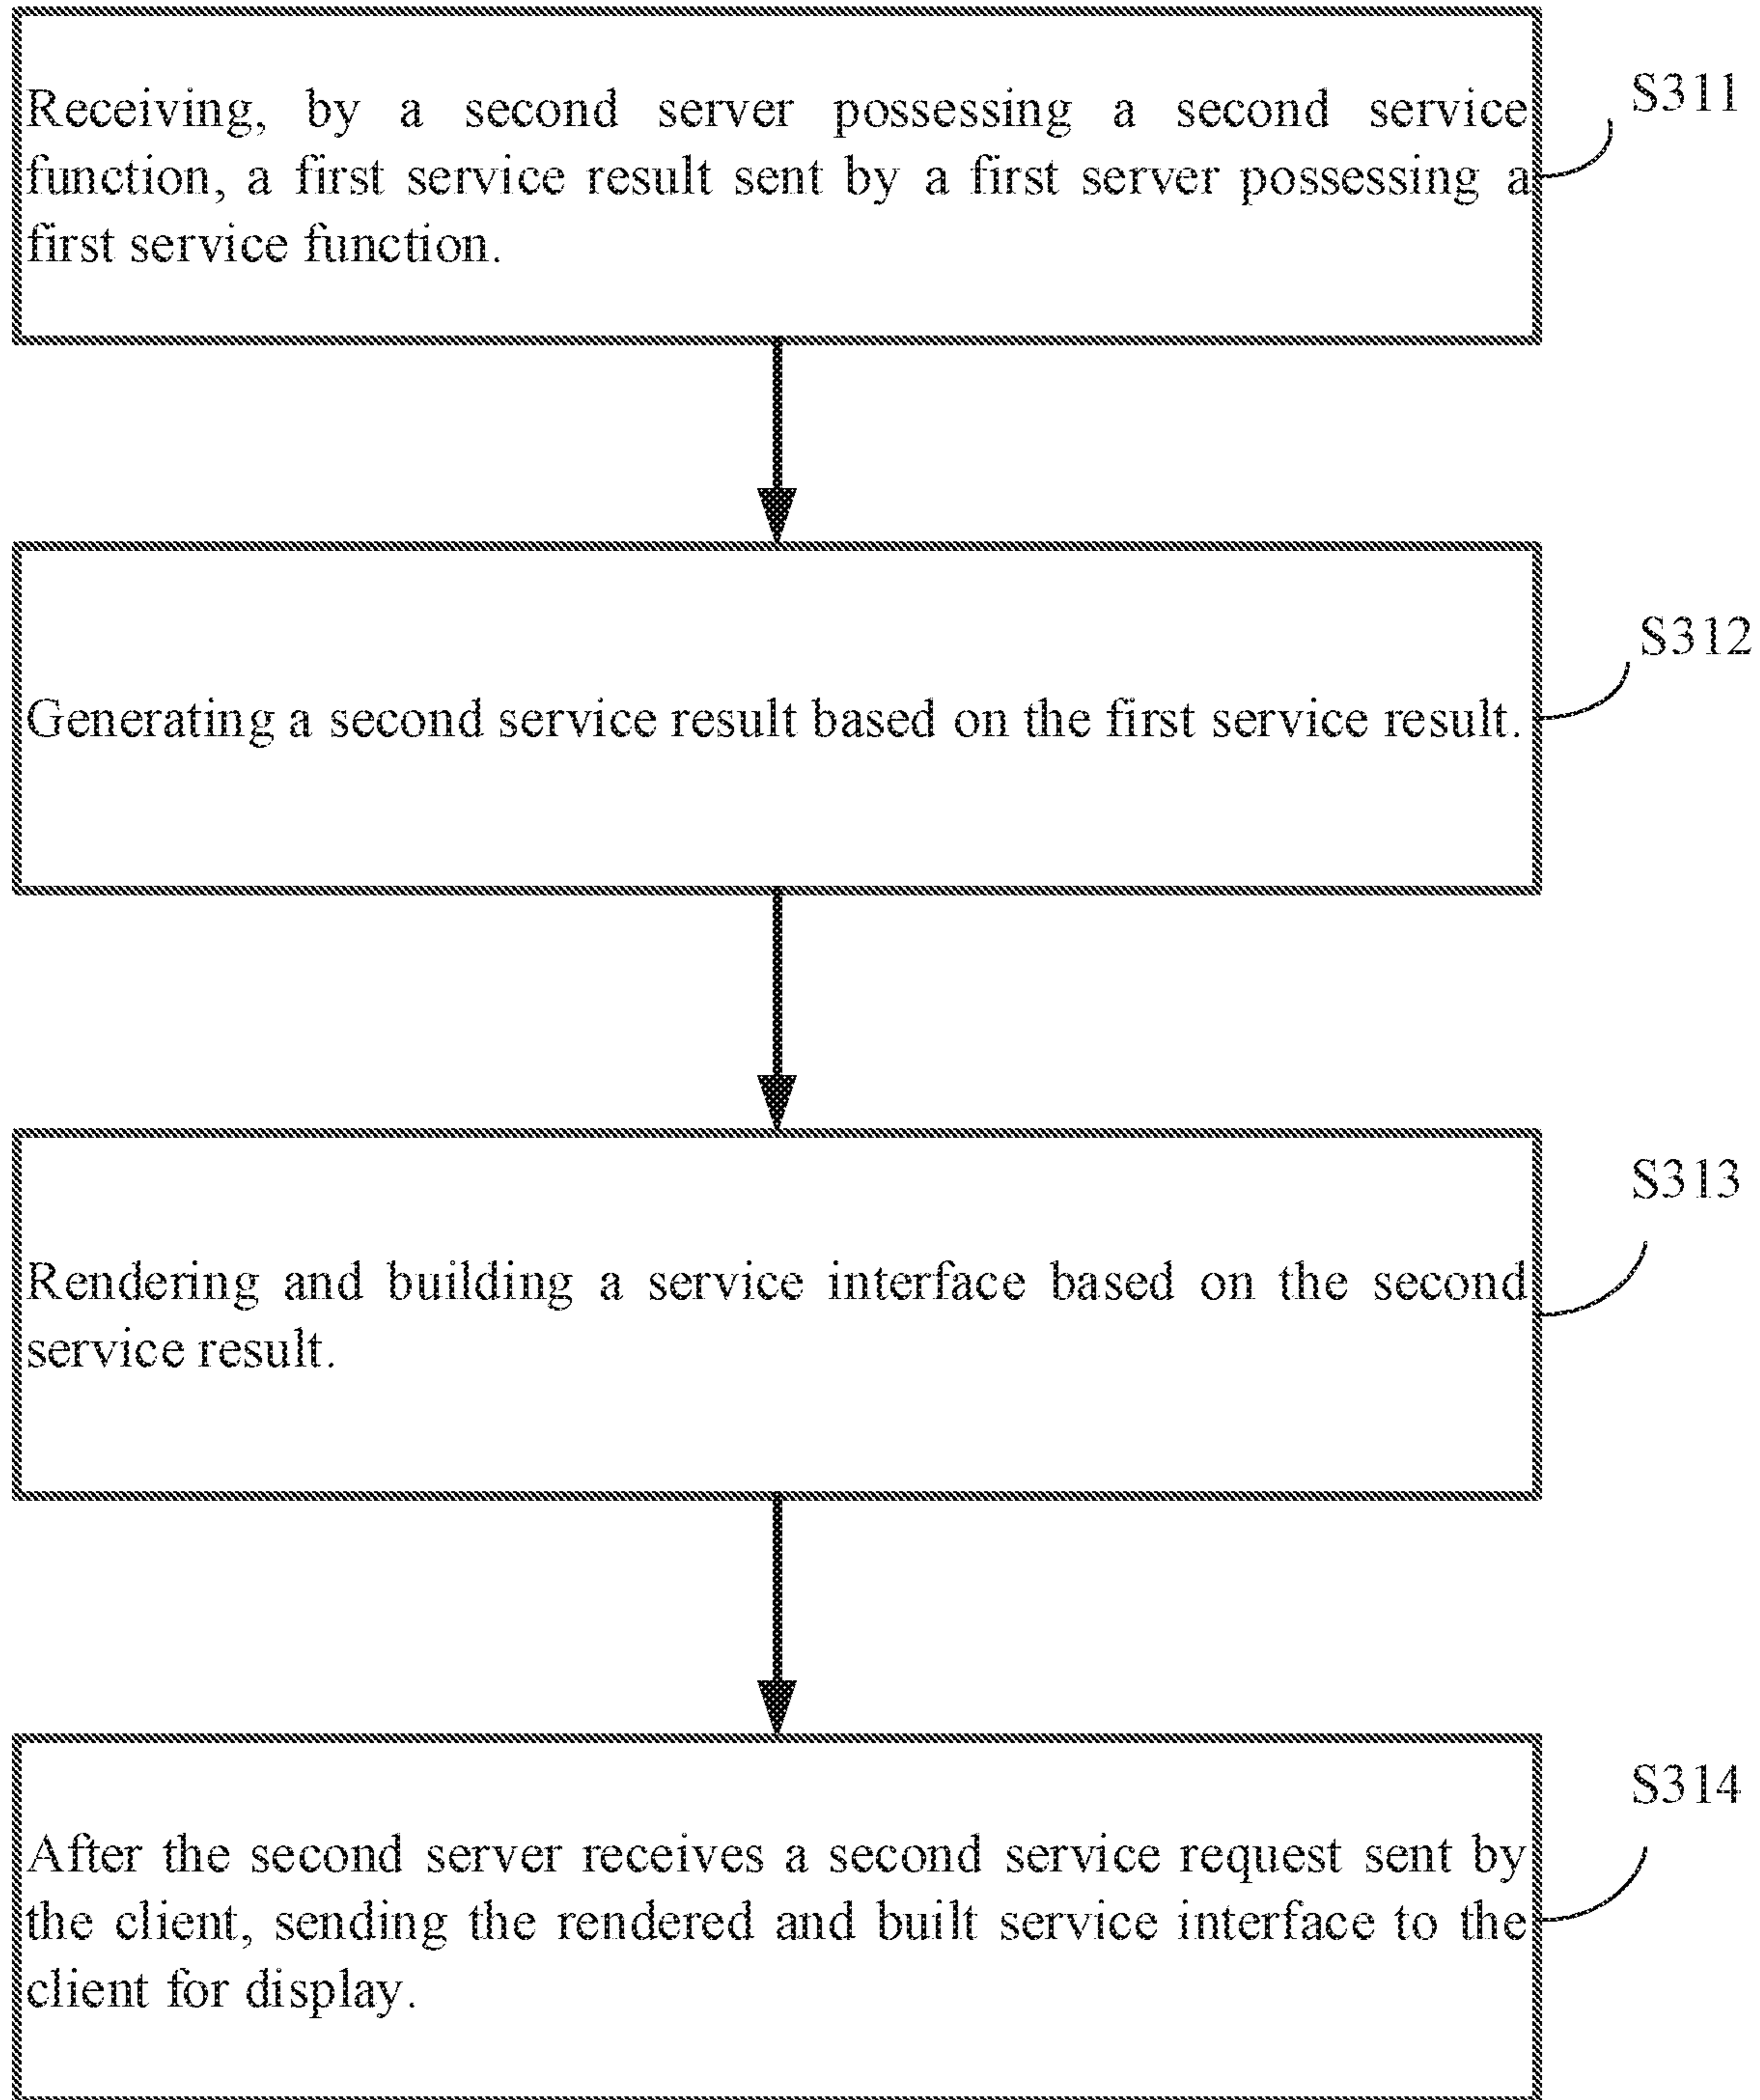 Receiving, by a second server possessing a second service
function, a first service result sent by a first server possessing a
first service function.
S311
Generating a second service result based on the first service result.
S312
Rendering and building a service interface based on the second
service result.
S313
After the second server receives a second service request sent by
the client, sending the rendered and built service interface to the
client for display.
S314